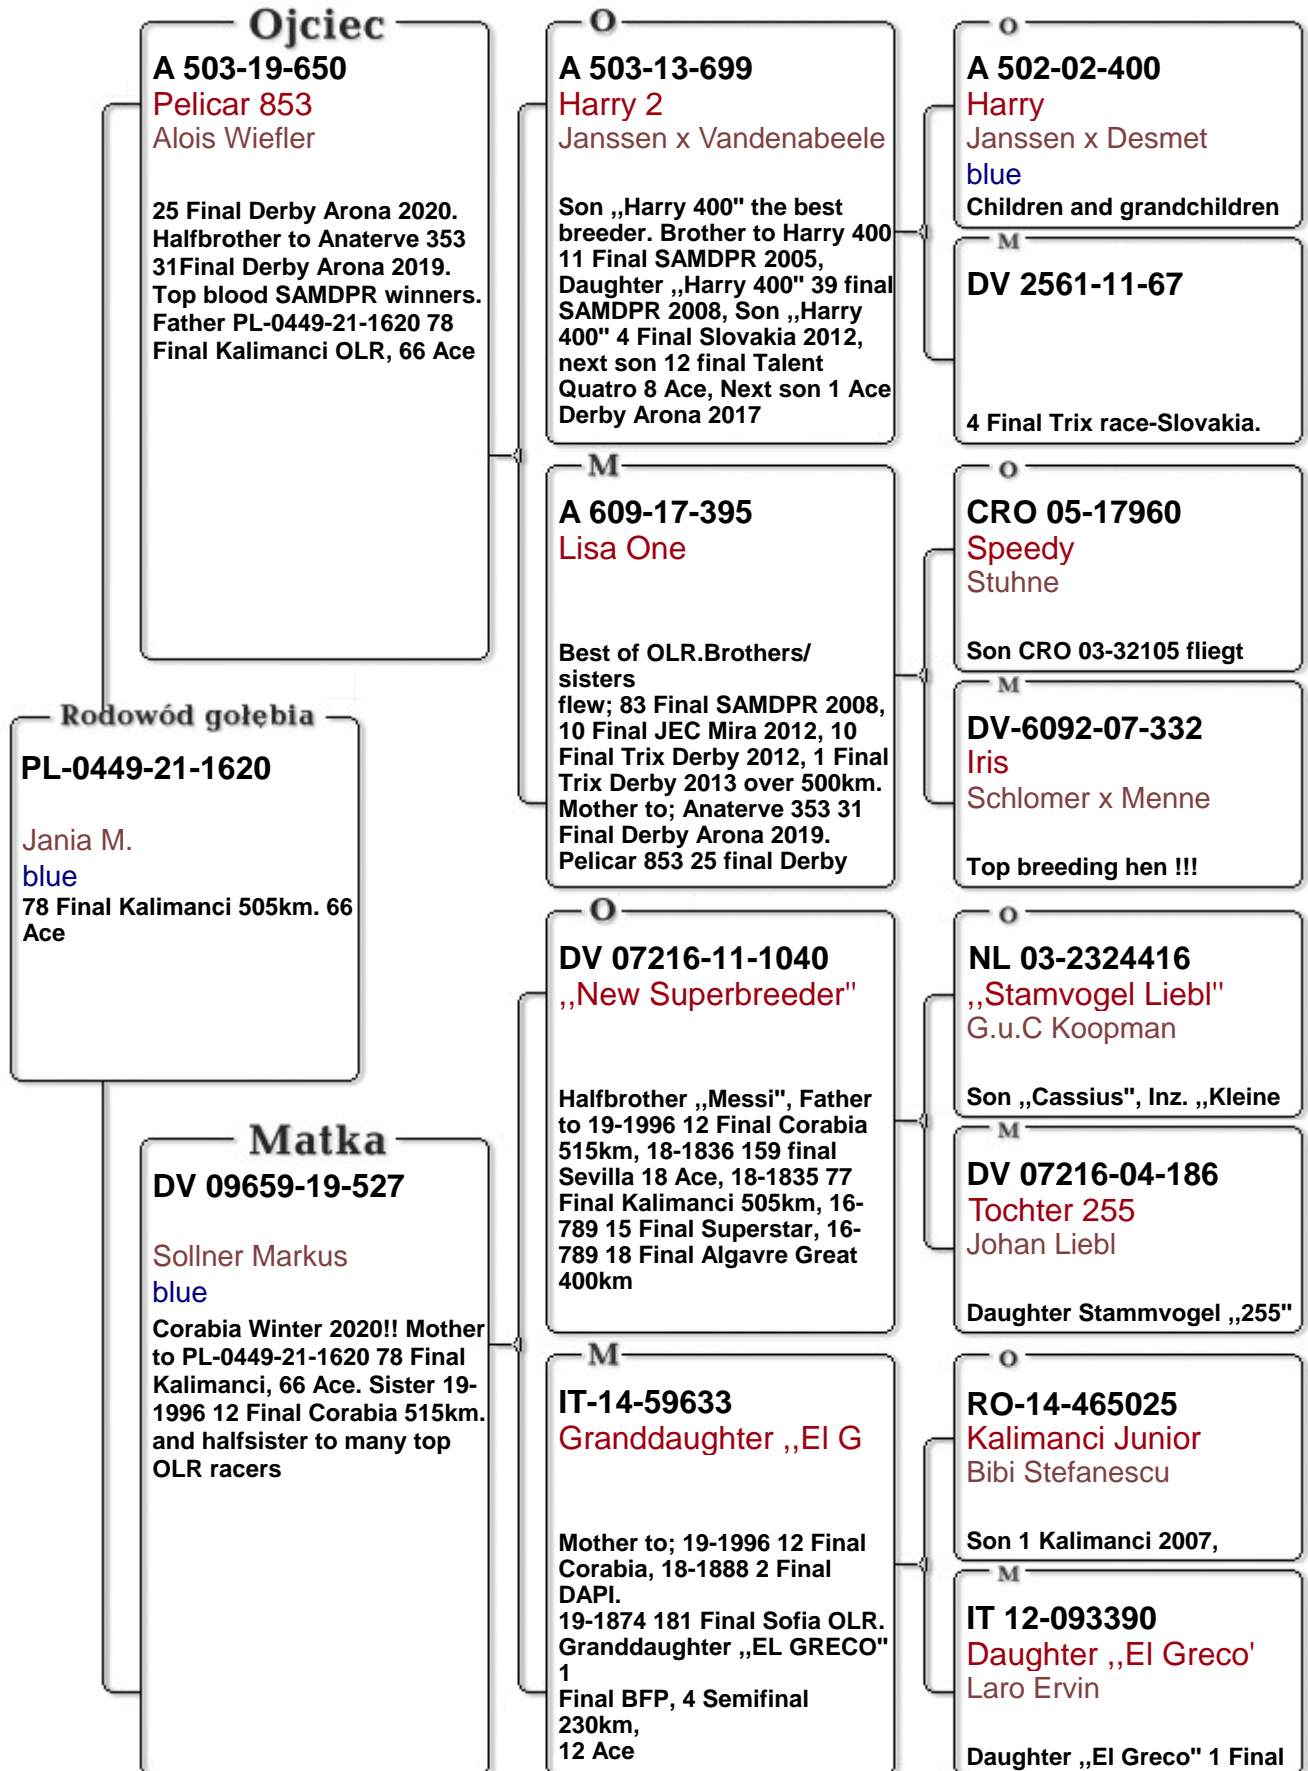 Ojciec
A 503-19-650
Pelicar 853
Alois Wiefler
25 Final Derby Arona 2020.
Halfbrother to Anaterve 353
31Final Derby Arona 2019.
Top blood SAMDPR winners.
Father PL-0449-21-1620 78
Final Kalimanci OLR, 66 Ace
Rodowód gołębia
PL-0449-21-1620
Jania M.
blue
78 Final Kalimanci 505km. 66
Ace
Matka
DV 09659-19-527
Sollner Markus
blue
Corabia Winter 2020!! Mother
to PL-0449-21-1620 78 Final
Kalimanci, 66 Ace. Sister 19-
1996 12 Final Corabia 515km.
and halfsister to many top
OLR racers
O
A 503-13-699
Harry 2
Janssen x Vandenabeele
Son ,,Harry 400" the best
breeder. Brother to Harry 400
11 Final SAMDPR 2005,
Daughter ,,Harry 400" 39 final
SAMDPR 2008, Son ,,Harry
400" 4 Final Slovakia 2012,
next son 12 final Talent
Quatro 8 Ace, Next son 1 Ace
Derby Arona 2017
M
A 609-17-395
Lisa One
Best of OLR.Brothers/
sisters
flew; 83 Final SAMDPR 2008,
10 Final JEC Mira 2012, 10
Final Trix Derby 2012, 1 Final
Trix Derby 2013 over 500km.
Mother to; Anaterve 353 31
Final Derby Arona 2019.
Pelicar 853 25 final Derby
O
DV 07216-11-1040
,,New Superbreeder"
Halfbrother ,,Messi", Father
to 19-1996 12 Final Corabia
515km, 18-1836 159 final
Sevilla 18 Ace, 18-1835 77
Final Kalimanci 505km, 16-
789 15 Final Superstar, 16-
789 18 Final Algavre Great
400km
M
IT-14-59633
Granddaughter ,,El G
Mother to; 19-1996 12 Final
Corabia, 18-1888 2 Final
DAPI.
19-1874 181 Final Sofia OLR.
Granddaughter ,,EL GRECO"
1
Final BFP, 4 Semifinal
230km,
12 Ace
O
A 502-02-400
Harry
Janssen x Desmet
blue
Children and grandchildren
M
DV 2561-11-67
4 Final Trix race-Slovakia.
O
CRO 05-17960
Speedy
Stuhne
Son CRO 03-32105 fliegt
M
DV-6092-07-332
Iris
Schlomer x Menne
Top breeding hen !!!
O
NL 03-2324416
,,Stamvogel Liebl"
G.u.C Koopman
Son ,,Cassius", Inz. ,,Kleine
M
DV 07216-04-186
Tochter 255
Johan Liebl
Daughter Stammvogel ,,255"
O
RO-14-465025
Kalimanci Junior
Bibi Stefanescu
Son 1 Kalimanci 2007,
M
IT 12-093390
Daughter ,,El Greco'
Laro Ervin
Daughter ,,El Greco" 1 Final